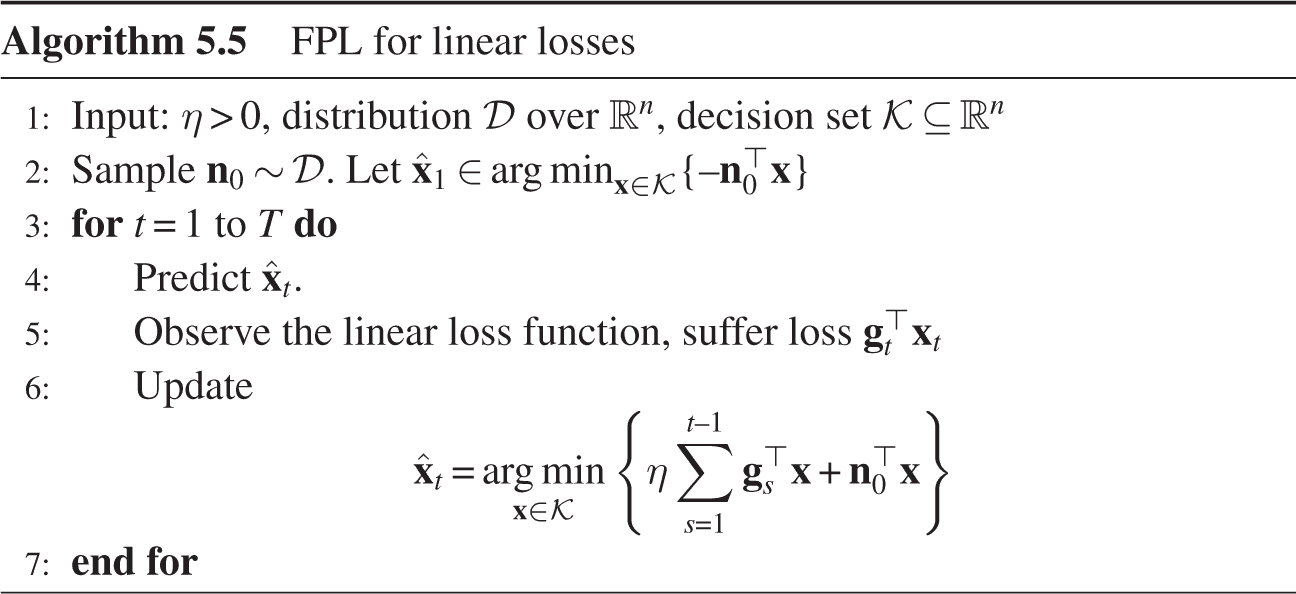 Algorithm 5.5 FPL for linear losses
1: Input: η > 0, distribution 𝒟 over ℝⁿ, decision set 𝒦 ⊆ ℝⁿ
2: Sample n₀ ∼ 𝒟. Let x̂₁ ∈ arg min_{x∈𝒦}{–n₀^⊤ x}
3: for t = 1 to T do
4: Predict x̂ₜ.
5: Observe the linear loss function, suffer loss gₜ^⊤ xₜ
6: Update
x̂ₜ = arg min_{x∈𝒦} { η ∑_{s=1}^{t–1} gₛ^⊤ x + n₀^⊤ x }
7: end for